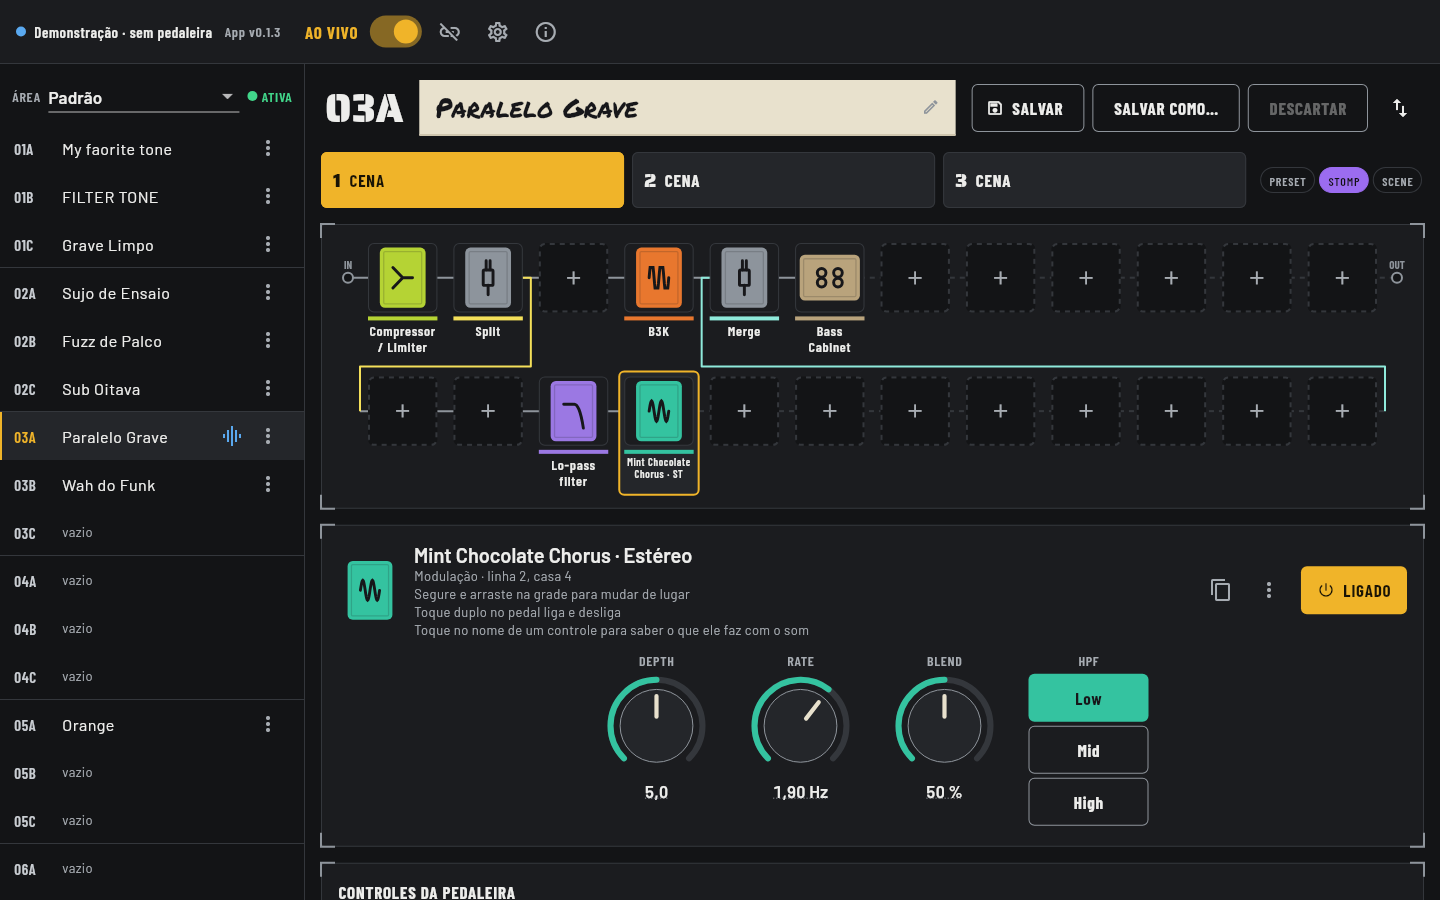 Demonstração · sem pedaleira App v0.1.3 AO VIVO
ÁREA Padrão ATIVA
01A My faorite tone
01B FILTER TONE
01C Grave Limpo
02A Sujo de Ensaio
02B Fuzz de Palco
02C Sub Oitava
03A Paralelo Grave
03B Wah do Funk
03C vazio
04A vazio
04B vazio
04C vazio
05A Orange
05B vazio
05C vazio
06A vazio
03A Paralelo Grave SALVAR SALVAR COMO... DESCARTAR
1 CENA 2 CENA 3 CENA PRESET STOMP SCENE
IN OUT
88
Compressor / Limiter
Split
B3K
Merge
Bass Cabinet
Lo-pass filter
Mint Chocolate Chorus · ST
Mint Chocolate Chorus · Estéreo
Modulação · linha 2, casa 4
Segure e arraste na grade para mudar de lugar
Toque duplo no pedal liga e desliga
Toque no nome de um controle para saber o que ele faz com o som
LIGADO
DEPTH RATE BLEND HPF
Low
Mid
High
5,0 1,90 Hz 50 %
CONTROLES DA PEDALEIRA